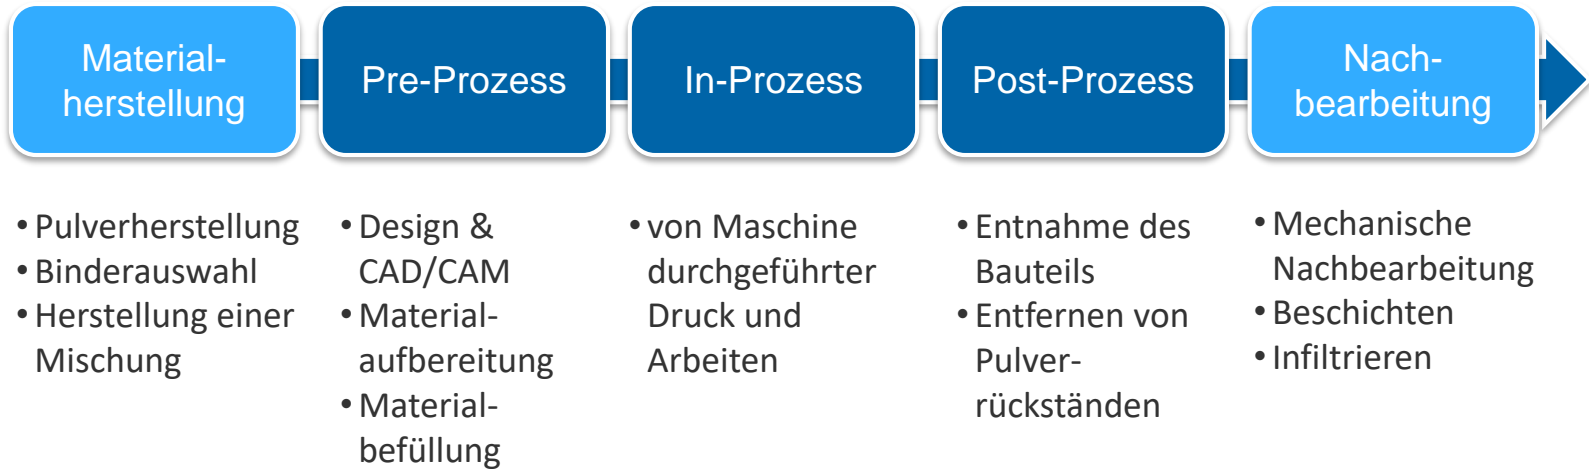 Material-
herstellung
Pre-Prozess
In-Prozess
Post-Prozess
Nach-
bearbeitung
• Pulverherstellung
• Binderauswahl
• Herstellung einer
Mischung
• Design &
CAD/CAM
• Material-
aufbereitung
• Material-
befüllung
• von Maschine
durchgeführter
Druck und
Arbeiten
• Entnahme des
Bauteils
• Entfernen von
Pulver-
rückständen
• Mechanische
Nachbearbeitung
• Beschichten
• Infiltrieren